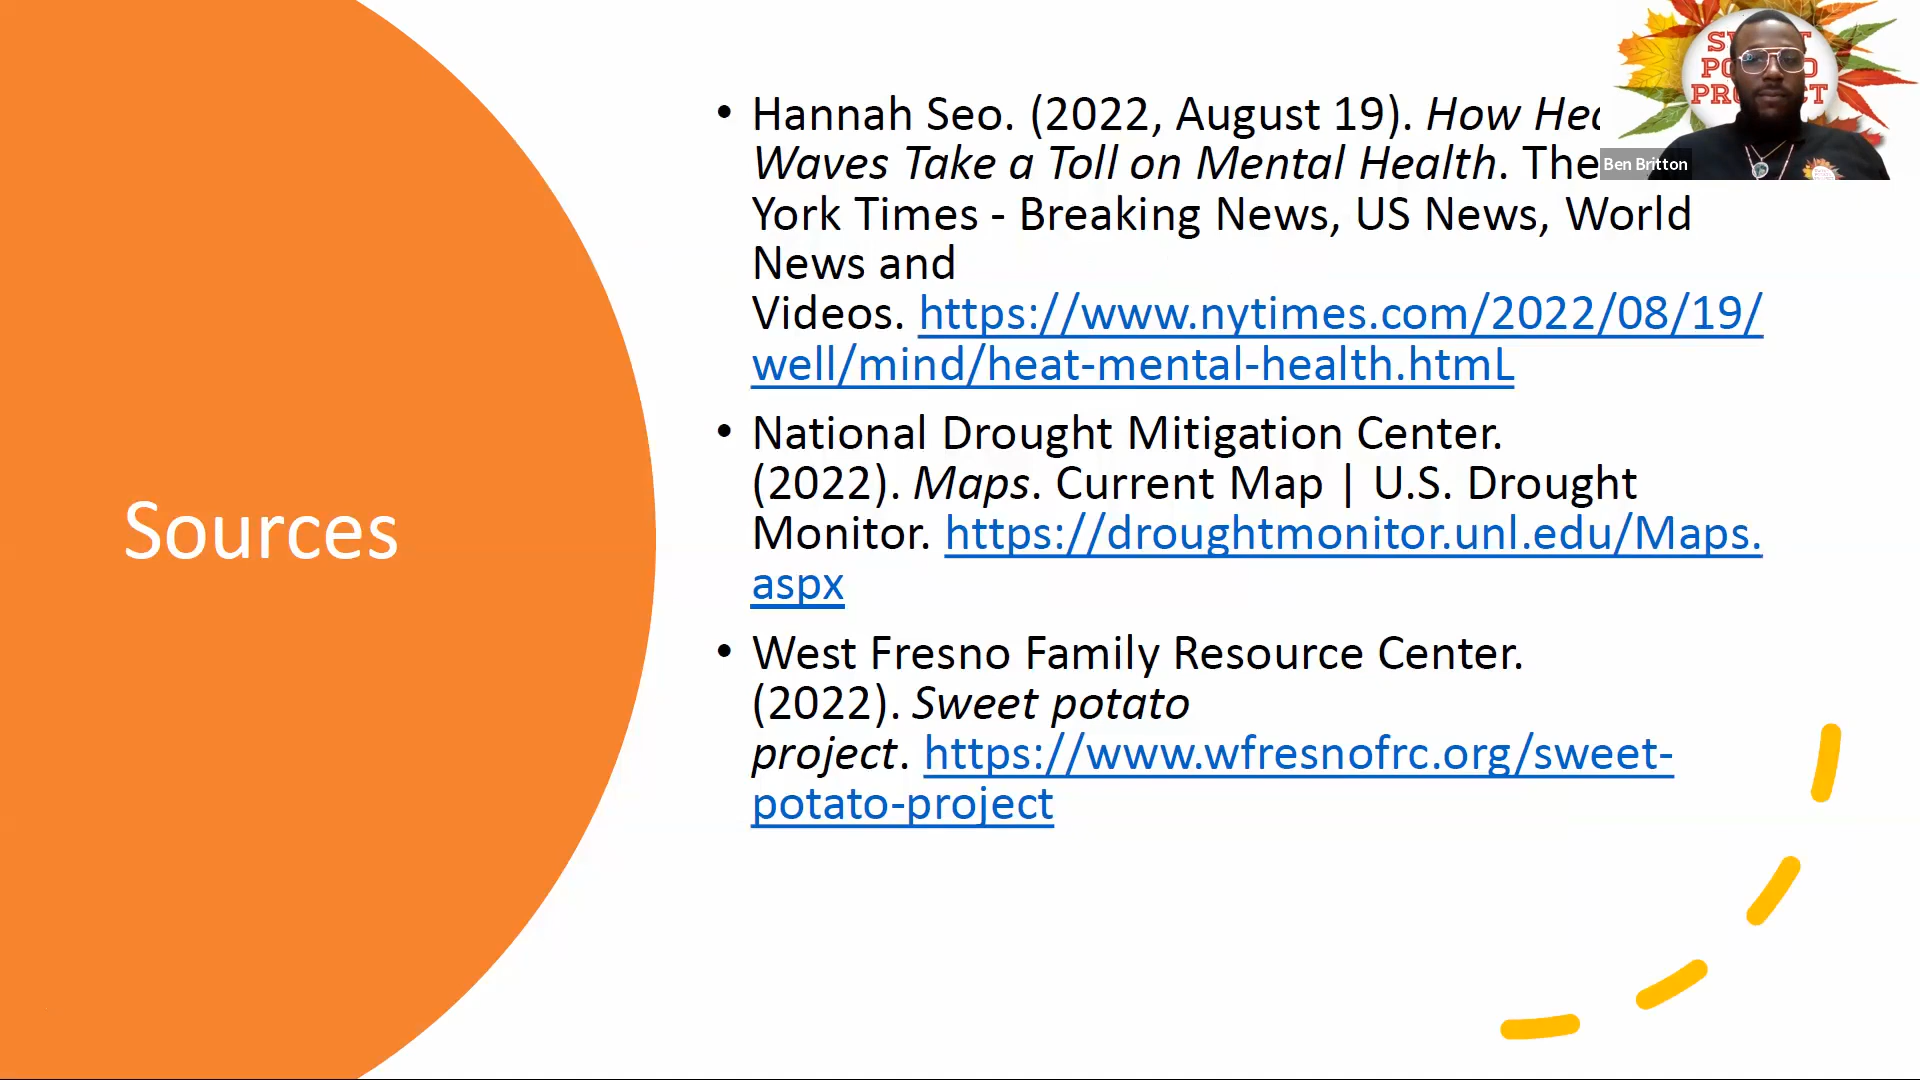 Sources
• Hannah Seo. (2022, August 19). How Hea
Waves Take a Toll on Mental Health. The
York Times - Breaking News, US News, World
News and
Videos. https://www.nytimes.com/2022/08/19/
well/mind/heat-mental-health.htmL
• National Drought Mitigation Center.
(2022). Maps. Current Map | U.S. Drought
Monitor. https://droughtmonitor.unl.edu/Maps.
aspx
• West Fresno Family Resource Center.
(2022). Sweet potato
project. https://www.wfresnofrc.org/sweet-
potato-project
Ben Britton